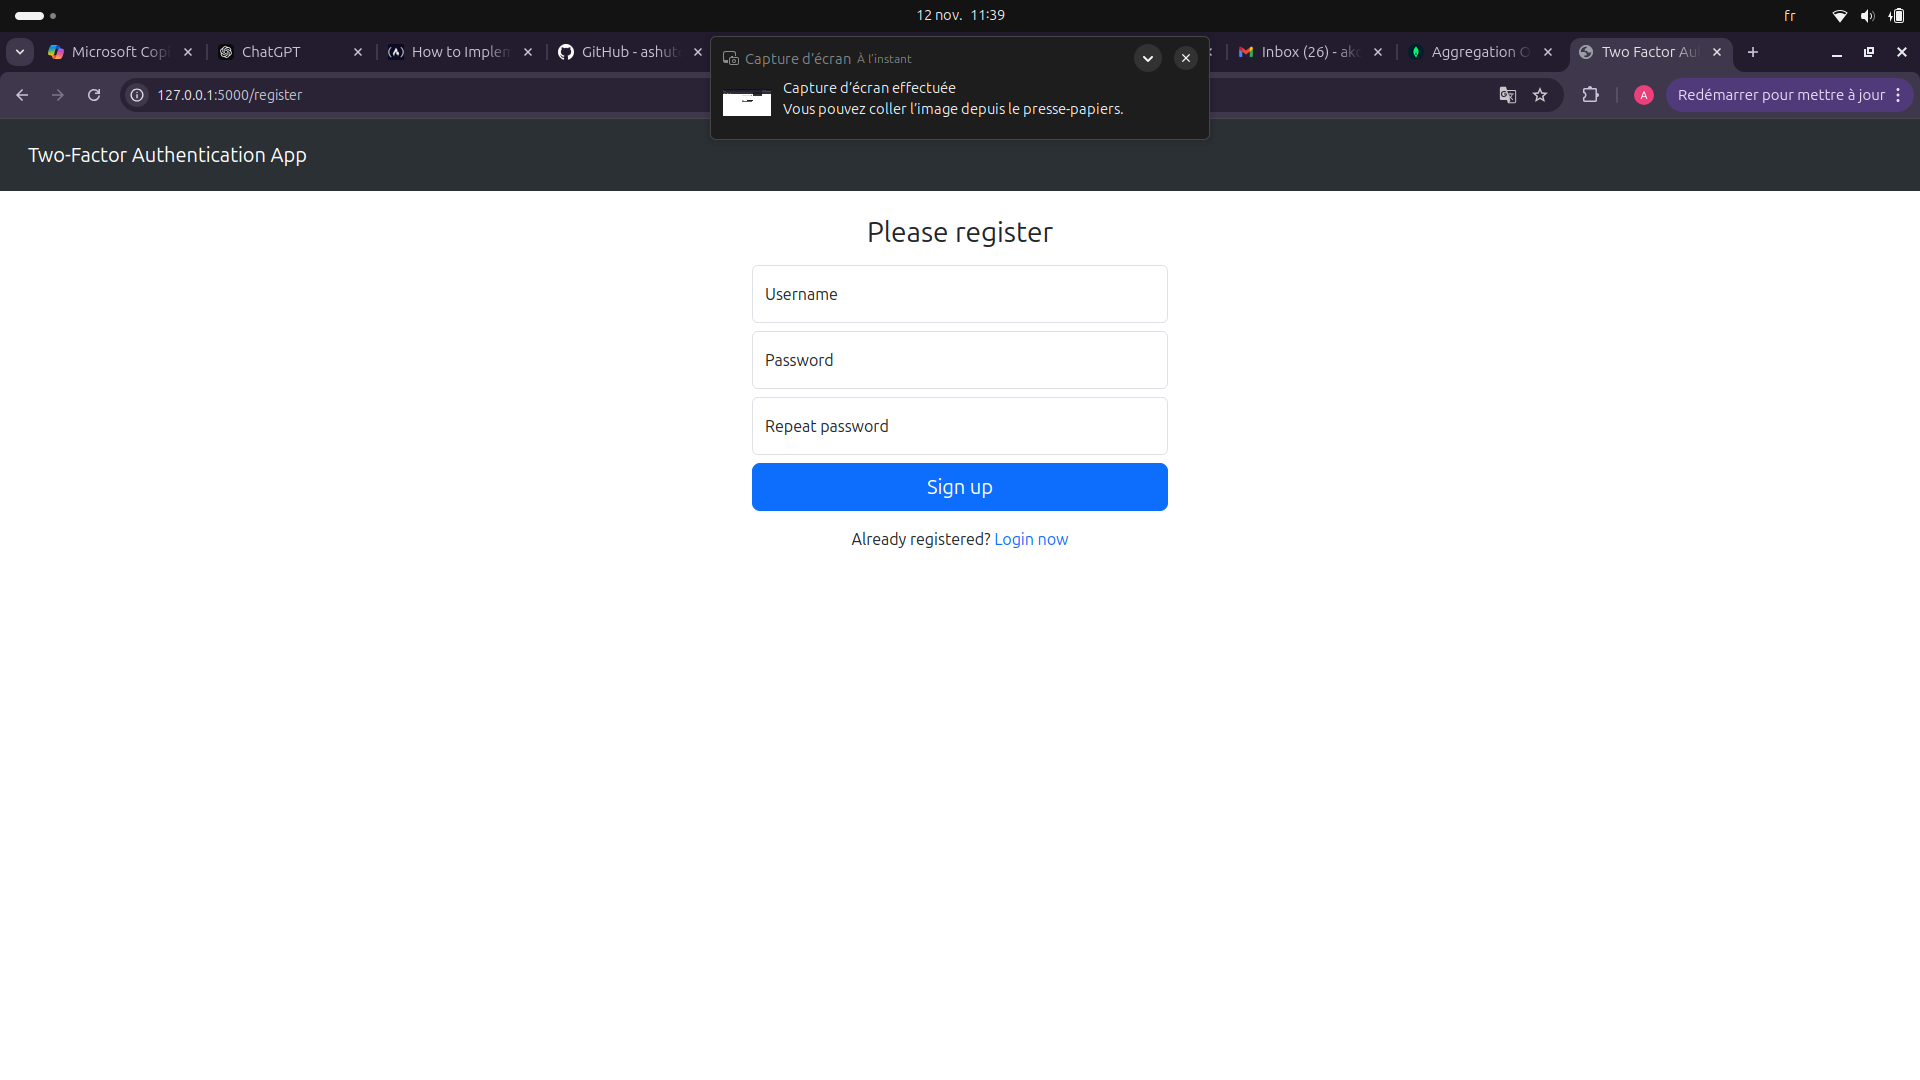 12 nov. 11:39
fr
Microsoft Cop
ChatGPT
How to Implem
GitHub - ashut
Inbox (26) - ak
Aggregation O
Two Factor Au
Capture d'écran À l'instant
Capture d'écran effectuée
Vous pouvez coller l'image depuis le presse-papiers.
127.0.0.1:5000/register
A
Redémarrer pour mettre à jour
Two-Factor Authentication App
Please register
Username
Password
Repeat password
Sign up
Already registered? Login now